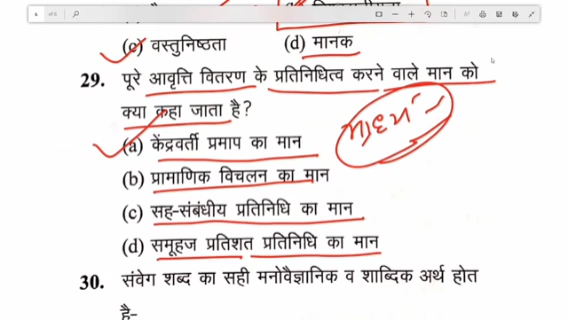 (c) वस्तुनिष्ठता (d) मानक
29. पूरे आवृत्ति वितरण के प्रतिनिधित्व करने वाले मान को
क्या कहा जाता है?
(a) केंद्रवर्ती प्रमाप का मान
(b) प्रामाणिक विचलन का मान
(c) सह-संबंधीय प्रतिनिधि का मान
(d) समूहज प्रतिशत प्रतिनिधि का मान
30. संवेग शब्द का सही मनोवैज्ञानिक व शाब्दिक अर्थ होत
है-